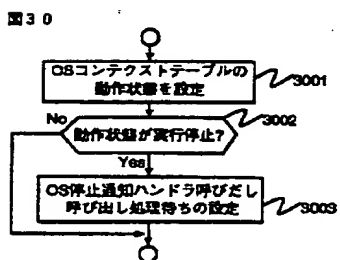 図30
OSコンテクストテーブルの
動作状態を設定
3001
3002
No
動作状態が実行停止?
Yes
OS停止通知ハンドラ呼びだし
呼び出し処理待ちの設定
3003